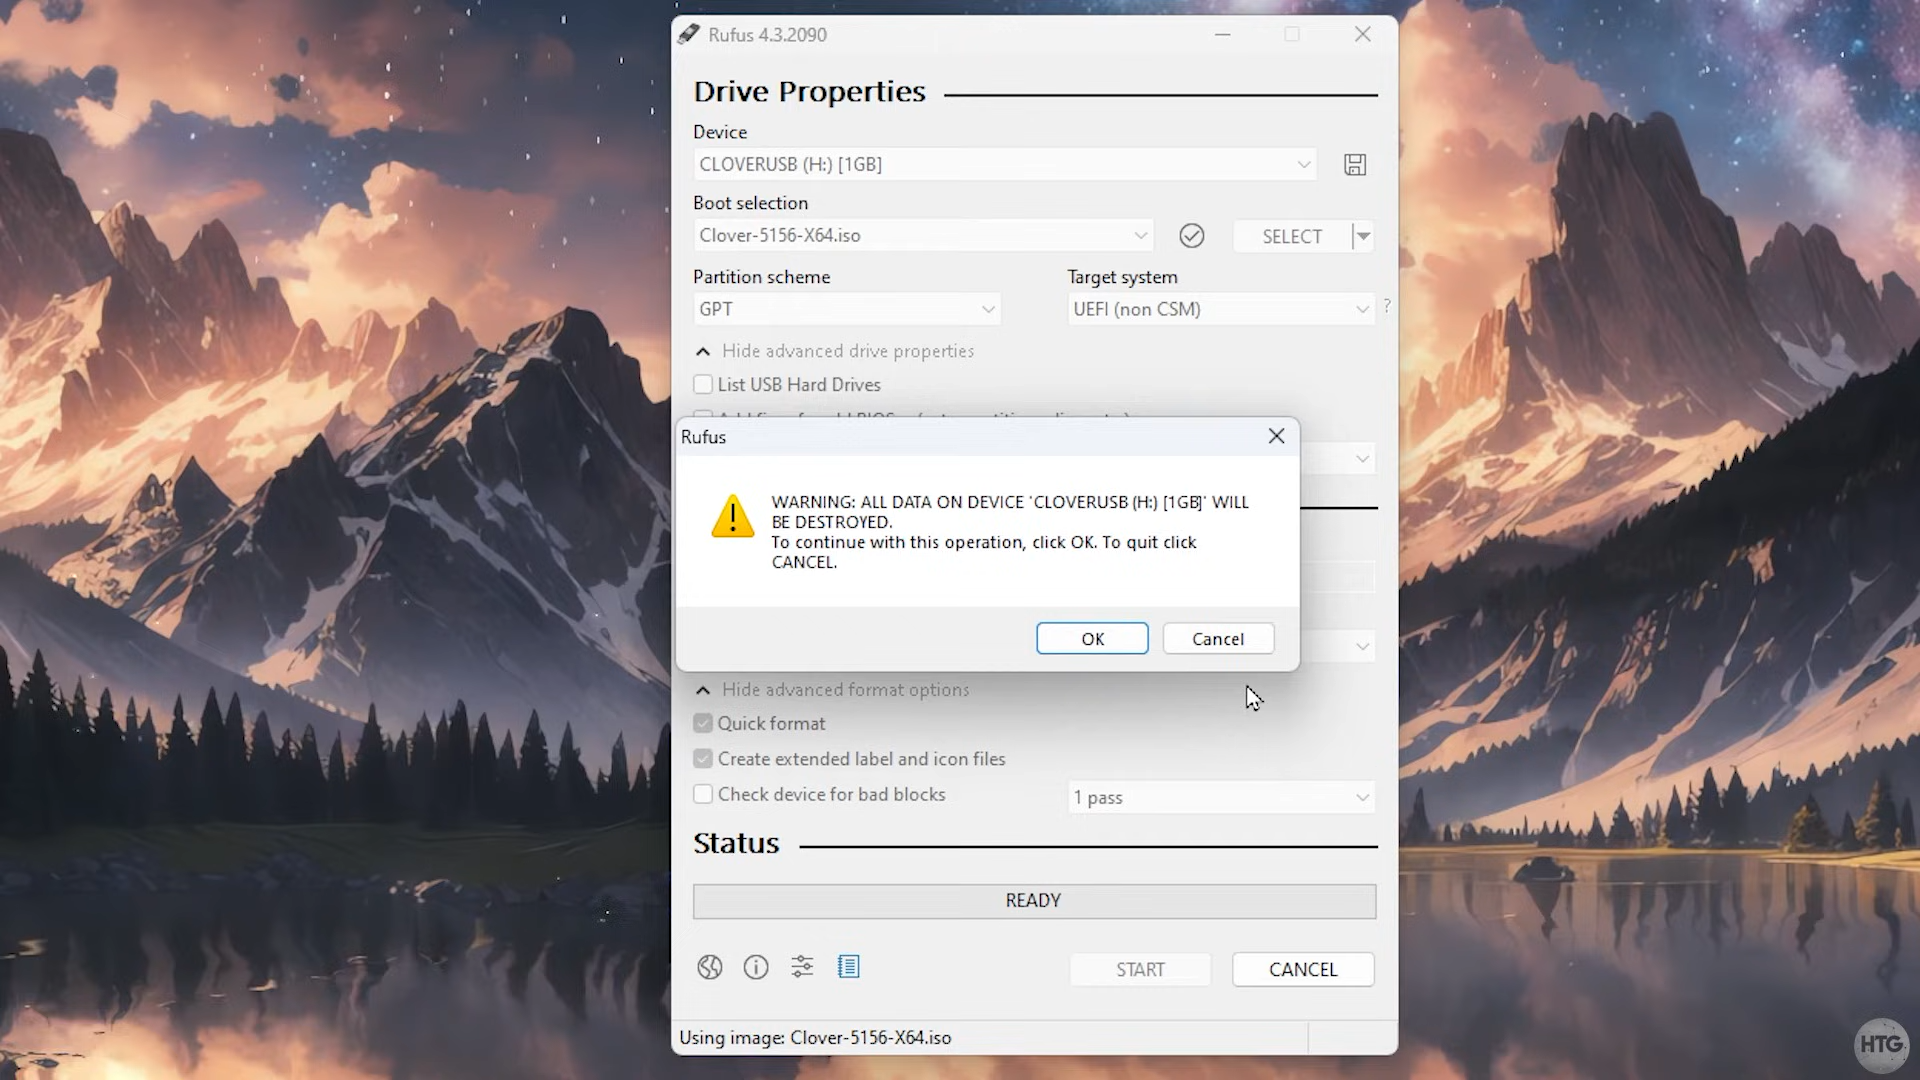 Rufus 4.3.2090
Drive Properties
Device
CLOVERUSB (H:) [1GB]
Boot selection
Clover-5156-X64.iso
SELECT
Partition scheme
Target system
GPT
UEFI (non CSM)
?
Hide advanced drive properties
List USB Hard Drives
Rufus
WARNING: ALL DATA ON DEVICE 'CLOVERUSB (H:) [1GB]' WILL
BE DESTROYED.
To continue with this operation, click OK. To quit click
CANCEL.
OK
Cancel
Hide advanced format options
Quick format
Create extended label and icon files
Check device for bad blocks
1 pass
Status
READY
START
CANCEL
Using image: Clover-5156-X64.iso
HTG